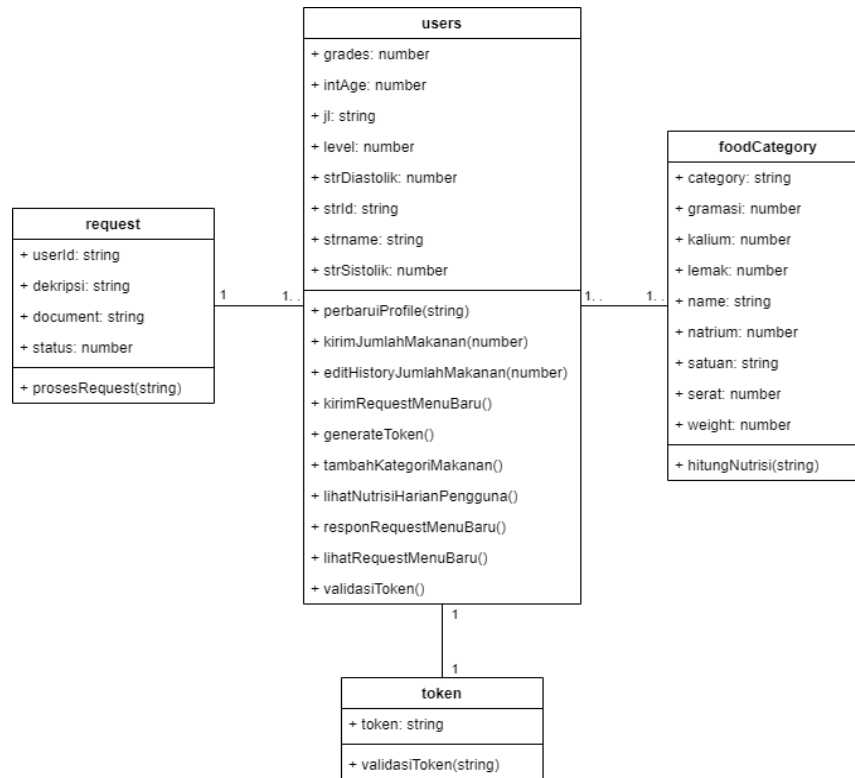 users
+ grades: number
+ intAge: number
+ jl: string
+ level: number
+ strDiastolik: number
+ strId: string
+ strname: string
+ strSistolik: number
+ perbaruiProfile(string)
+ kirimJumlahMakanan(number)
+ editHistoryJumlahMakanan(number)
+ kirimRequestMenuBaru()
+ generateToken()
+ tambahKategoriMakanan()
+ lihatNutrisiHarianPengguna()
+ responRequestMenuBaru()
+ lihatRequestMenuBaru()
+ validasiToken()
request
+ userId: string
+ dekripsi: string
+ document: string
+ status: number
+ prosesRequest(string)
1
1. .
1. .
1. .
foodCategory
+ category: string
+ gramasi: number
+ kalium: number
+ lemak: number
+ name: string
+ natrium: number
+ satuan: string
+ serat: number
+ weight: number
+ hitungNutrisi(string)
1
1
token
+ token: string
+ validasiToken(string)